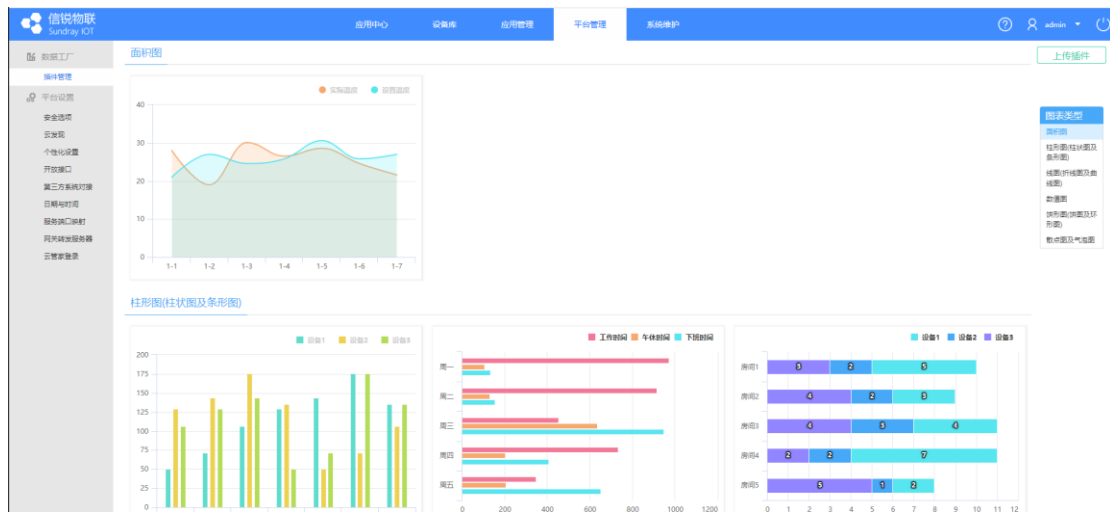 信锐物联
Sundray IOT
应用中心
设备库
应用管理
平台管理
系统维护
admin
数据工厂
插件管理
平台设置
安全选项
云发现
个性化设置
开放接口
第三方系统对接
日期与时间
服务端口映射
网关转发服务器
云管家登录
面积图
上传插件
实际温度
设置温度
40
30
20
10
0
1-1
1-2
1-3
1-4
1-5
1-6
1-7
图表类型
面积图
柱形图(柱状图及
条形图)
线图(折线图及曲
线图)
数值图
饼形图(饼图及环
形图)
散点图及气泡图
柱形图(柱状图及条形图)
设备1
设备2
设备3
200
175
150
125
100
75
50
25
0
工作时间
午休时间
下班时间
周一
周二
周三
周四
周五
0
200
400
600
800
1000
1200
设备1
设备2
设备3
房间1
3
2
5
房间2
4
2
3
房间3
4
3
4
房间4
2
2
7
房间5
5
1
2
0
1
2
3
4
5
6
7
8
9
10
11
12